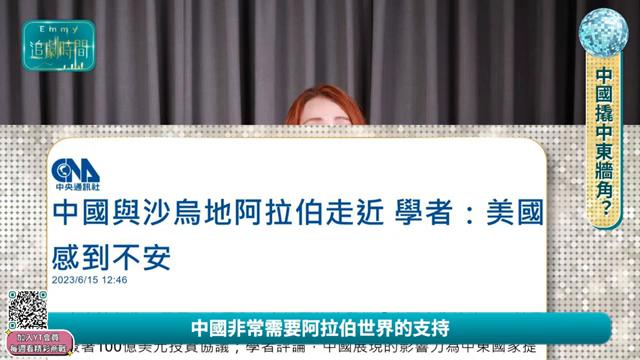 Emmy
追劇時間
中國撬中東牆角?
CNA
中央通訊社
中國與沙烏地阿拉伯走近 學者:美國
感到不安
2023/6/15 12:46
中國非常需要阿拉伯世界的支持
加入YT會員
每週看精彩商戰
署100億美元投資協議,學者評論,中國展現的影響力為中東國家提